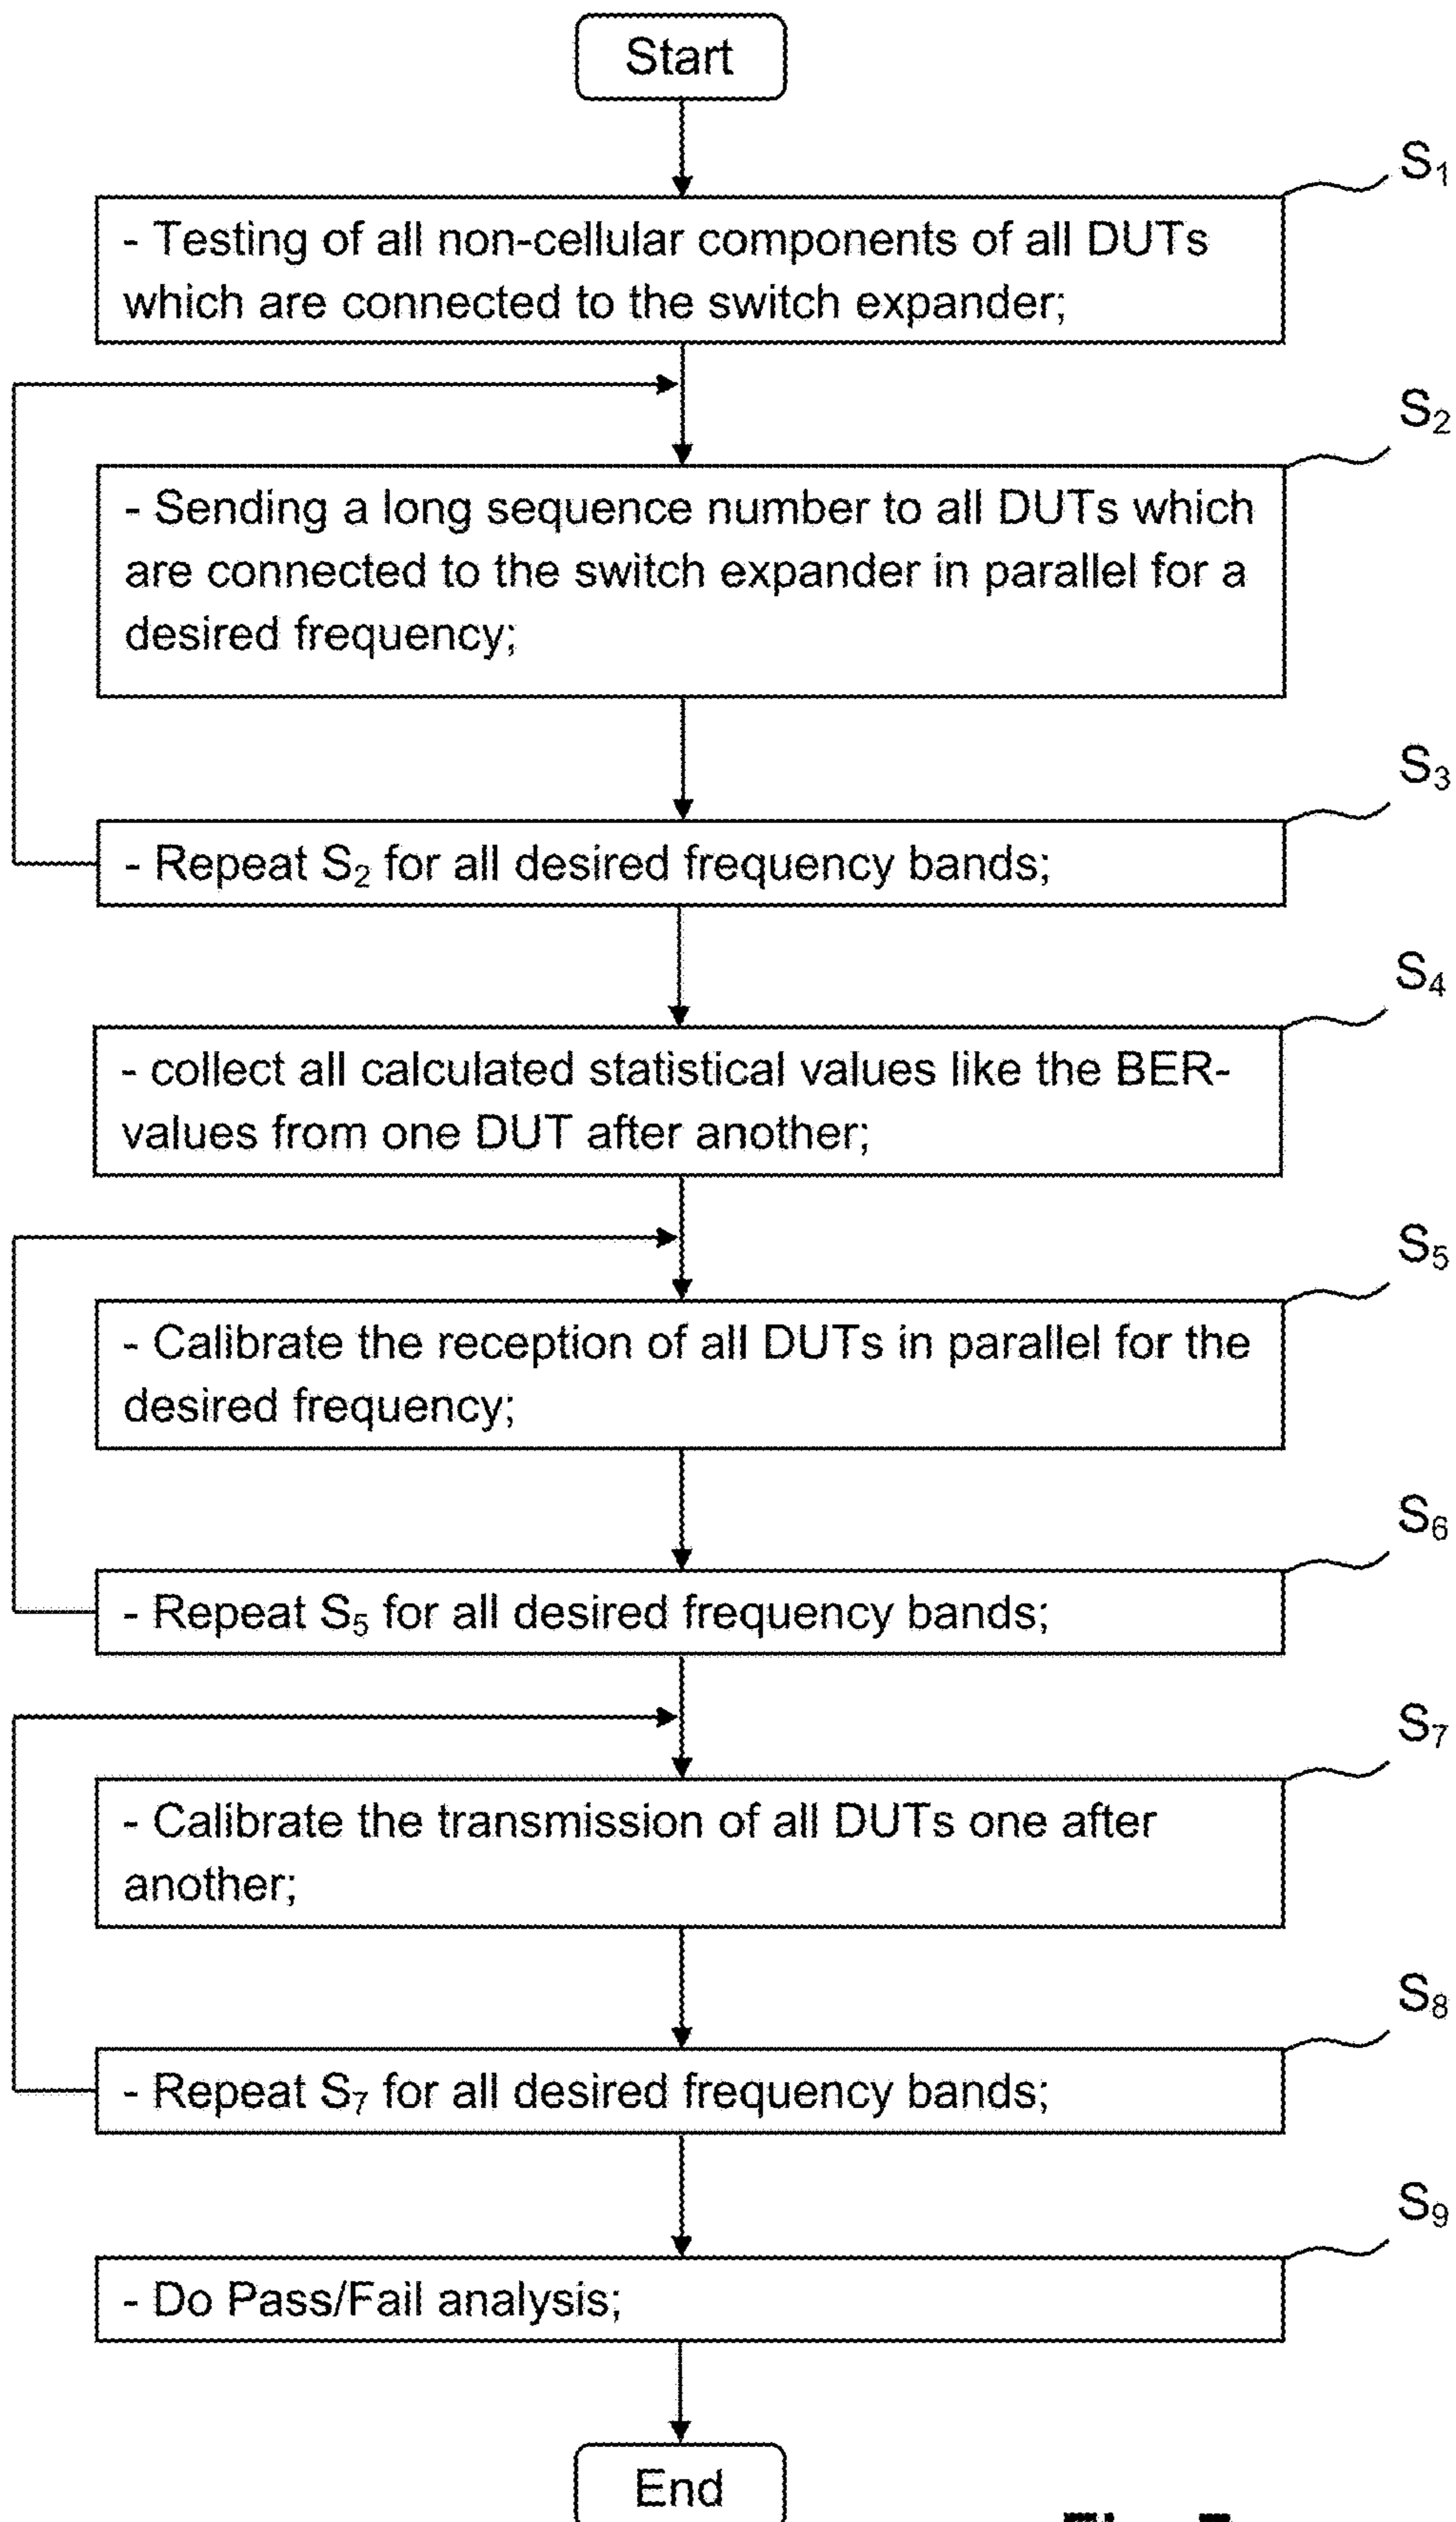 Start
S₁
- Testing of all non-cellular components of all DUTs
which are connected to the switch expander;
S₂
- Sending a long sequence number to all DUTs which
are connected to the switch expander in parallel for a
desired frequency;
S₃
- Repeat S₂ for all desired frequency bands;
S₄
- collect all calculated statistical values like the BER-
values from one DUT after another;
S₅
- Calibrate the reception of all DUTs in parallel for the
desired frequency;
S₆
- Repeat S₅ for all desired frequency bands;
S₇
- Calibrate the transmission of all DUTs one after
another;
S₈
- Repeat S₇ for all desired frequency bands;
S₉
- Do Pass/Fail analysis;
End